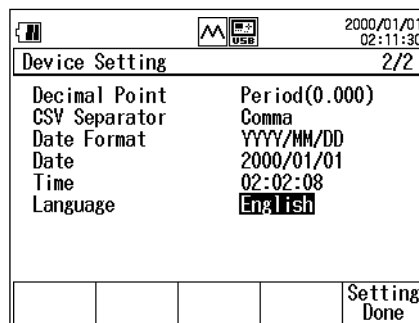 USB
2000/01/01
02:11:30
Device Setting 2/2
Decimal Point Period(0.000)
CSV Separator Comma
Date Format YYYY/MM/DD
Date 2000/01/01
Time 02:02:08
Language English
Setting
Done